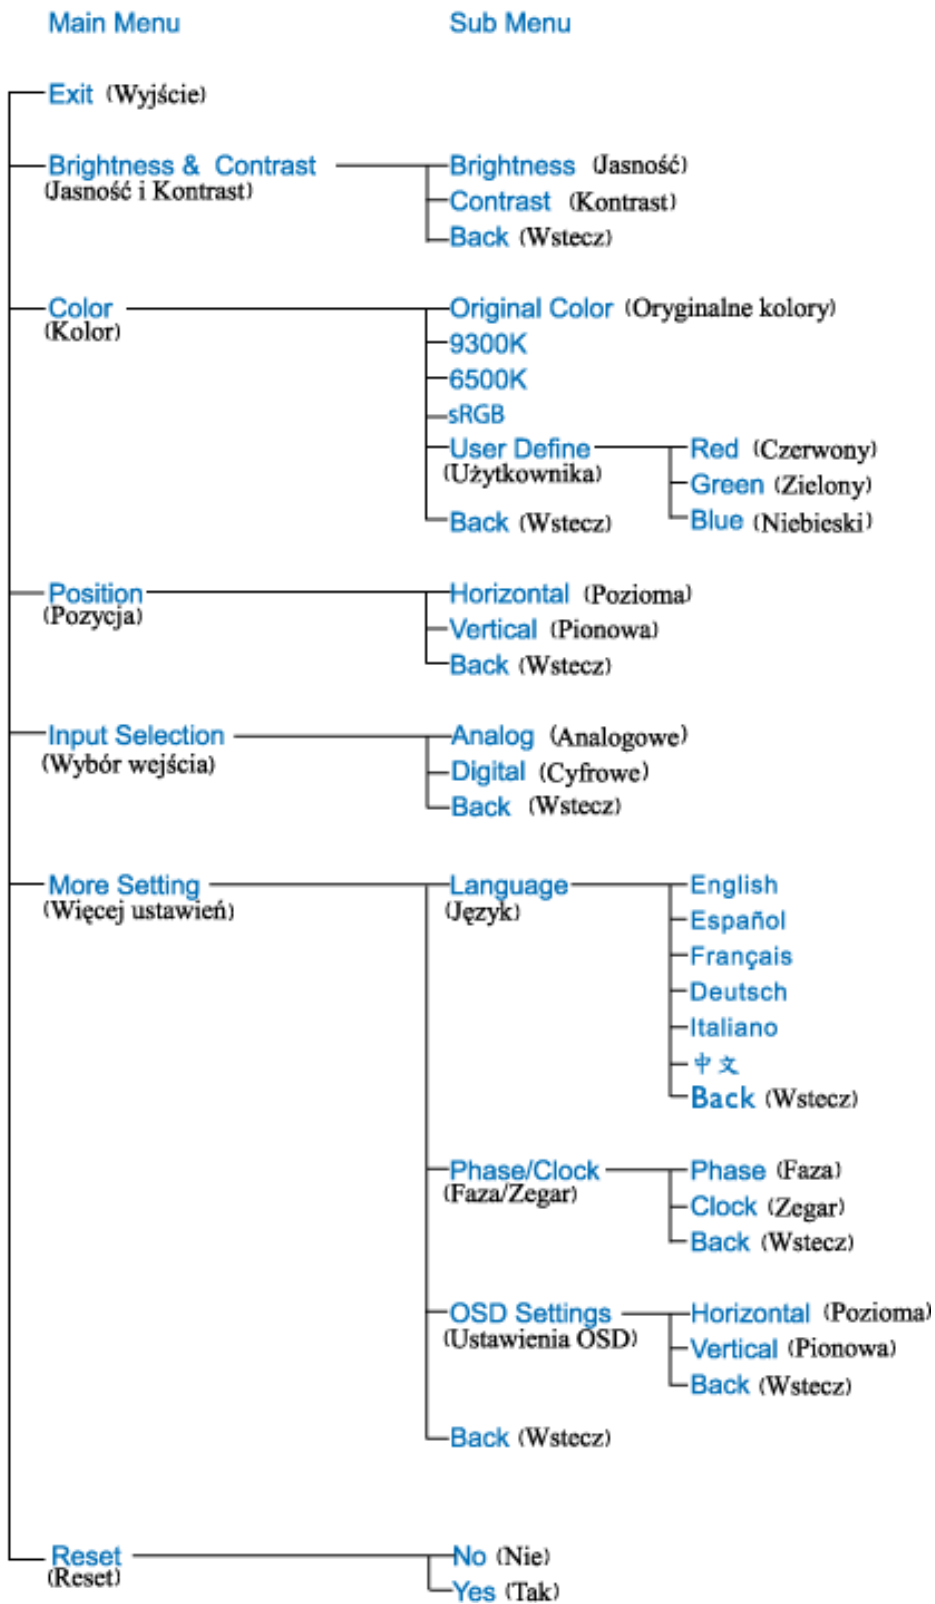 Main Menu Sub Menu
Exit (Wyjście)
Brightness & Contrast Brightness (Jasność)
(Jasność i Kontrast)
Contrast (Kontrast)
Back (Wstecz)
Color Original Color (Oryginalne kolory)
(Kolor)
9300K
6500K
sRGB
User Define Red (Czerwony)
(Użytkownika)
Green (Zielony)
Back (Wstecz) Blue (Niebieski)
Position Horizontal (Pozioma)
(Pozycja)
Vertical (Pionowa)
Back (Wstecz)
Input Selection Analog (Analogowe)
(Wybór wejścia) Digital (Cyfrowe)
Back (Wstecz)
More Setting Language English
(Więcej ustawień) (Język)
Español
Français
Deutsch
Italiano
中文
Back (Wstecz)
Phase/Clock Phase (Faza)
(Faza/Zegar)
Clock (Zegar)
Back (Wstecz)
OSD Settings Horizontal (Pozioma)
(Ustawienia OSD)
Vertical (Pionowa)
Back (Wstecz)
Back (Wstecz)
Reset No (Nie)
(Reset)
Yes (Tak)